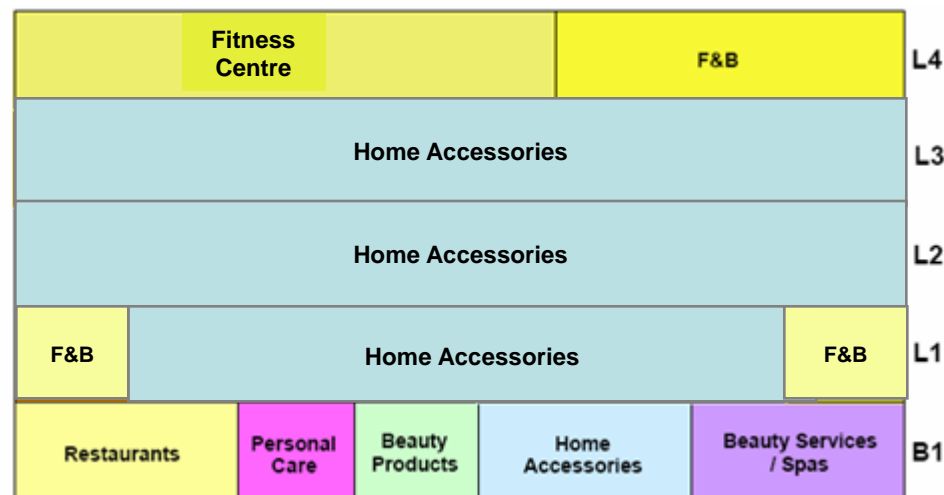 Fitness
Centre
F&B
L4
Home Accessories
L3
Home Accessories
L2
F&B
Home Accessories
F&B
L1
Restaurants
Personal
Care
Beauty
Products
Home
Accessories
Beauty Services
/ Spas
B1